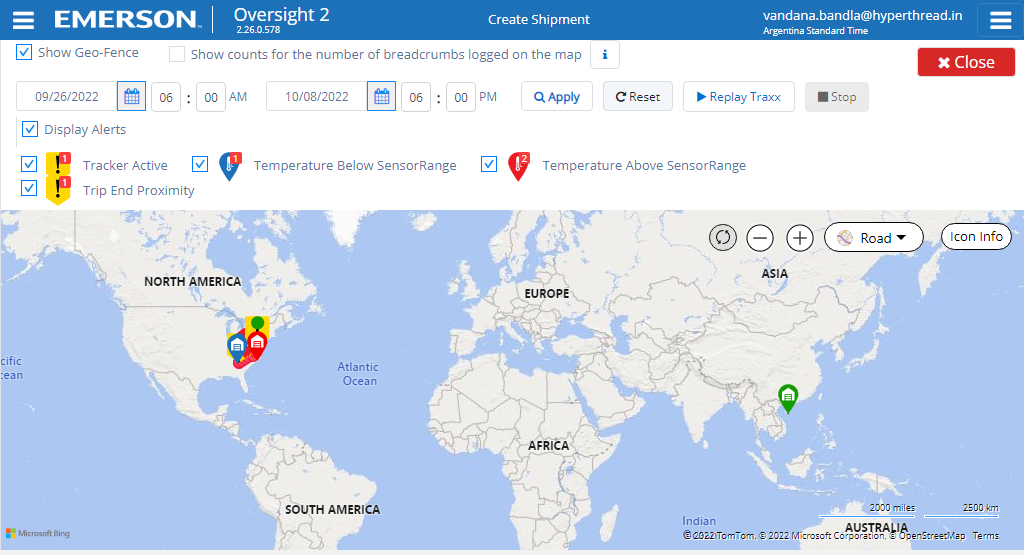 EMERSON
Oversight 2
2.26.0.578
Create Shipment
vandana.bandla@hyperthread.in
Argentina Standard Time
Show Geo-Fence
Show counts for the number of breadcrumbs logged on the map
i
Close
09/26/2022
06 : 00 AM
10/08/2022
06 : 00 PM
Apply
Reset
Replay Traxx
Stop
Display Alerts
1 Tracker Active
1 Temperature Below SensorRange
2 Temperature Above SensorRange
1 Trip End Proximity
Road
Icon Info
NORTH AMERICA
EUROPE
ASIA
cific
cean
Atlantic
Ocean
AFRICA
SOUTH AMERICA
2000 miles
2500 km
Indian
AUSTRALIA
Microsoft Bing
© 2022 TomTom, © 2022 Microsoft Corporation, © OpenStreetMap Terms